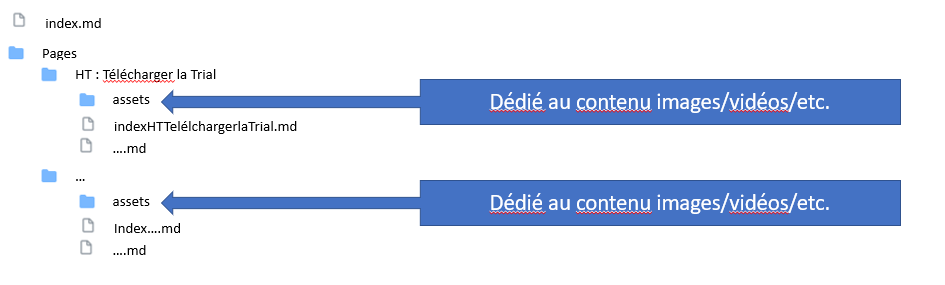 index.md
Pages
HT : Télécharger la Trial
assets
Dédié au contenu images/vidéos/etc.
indexHTTelélchargerlaTrial.md
....md
...
assets
Dédié au contenu images/vidéos/etc.
Index....md
....md